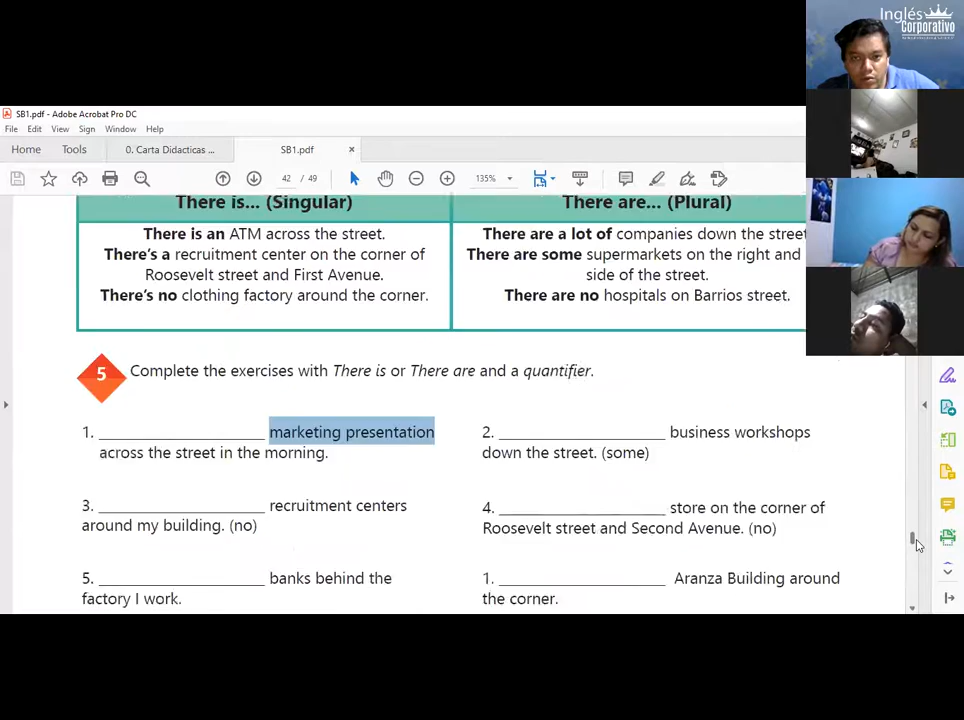 Inglés
Corporativo
SB1.pdf - Adobe Acrobat Pro DC
File Edit View Sign Window Help
Home Tools 0. Carta Didacticas ... SB1.pdf ×
42 / 49 135%
There is... (Singular) There are... (Plural)
There is an ATM across the street.
There's a recruitment center on the corner of
Roosevelt street and First Avenue.
There's no clothing factory around the corner.
There are a lot of companies down the street
There are some supermarkets on the right and
side of the street.
There are no hospitals on Barrios street.
5 Complete the exercises with There is or There are and a quantifier.
1. ____________________ marketing presentation
across the street in the morning.
2. ____________________ business workshops
down the street. (some)
3. ____________________ recruitment centers
around my building. (no)
4. ____________________ store on the corner of
Roosevelt street and Second Avenue. (no)
5. ____________________ banks behind the
factory I work.
1. ____________________ Aranza Building around
the corner.